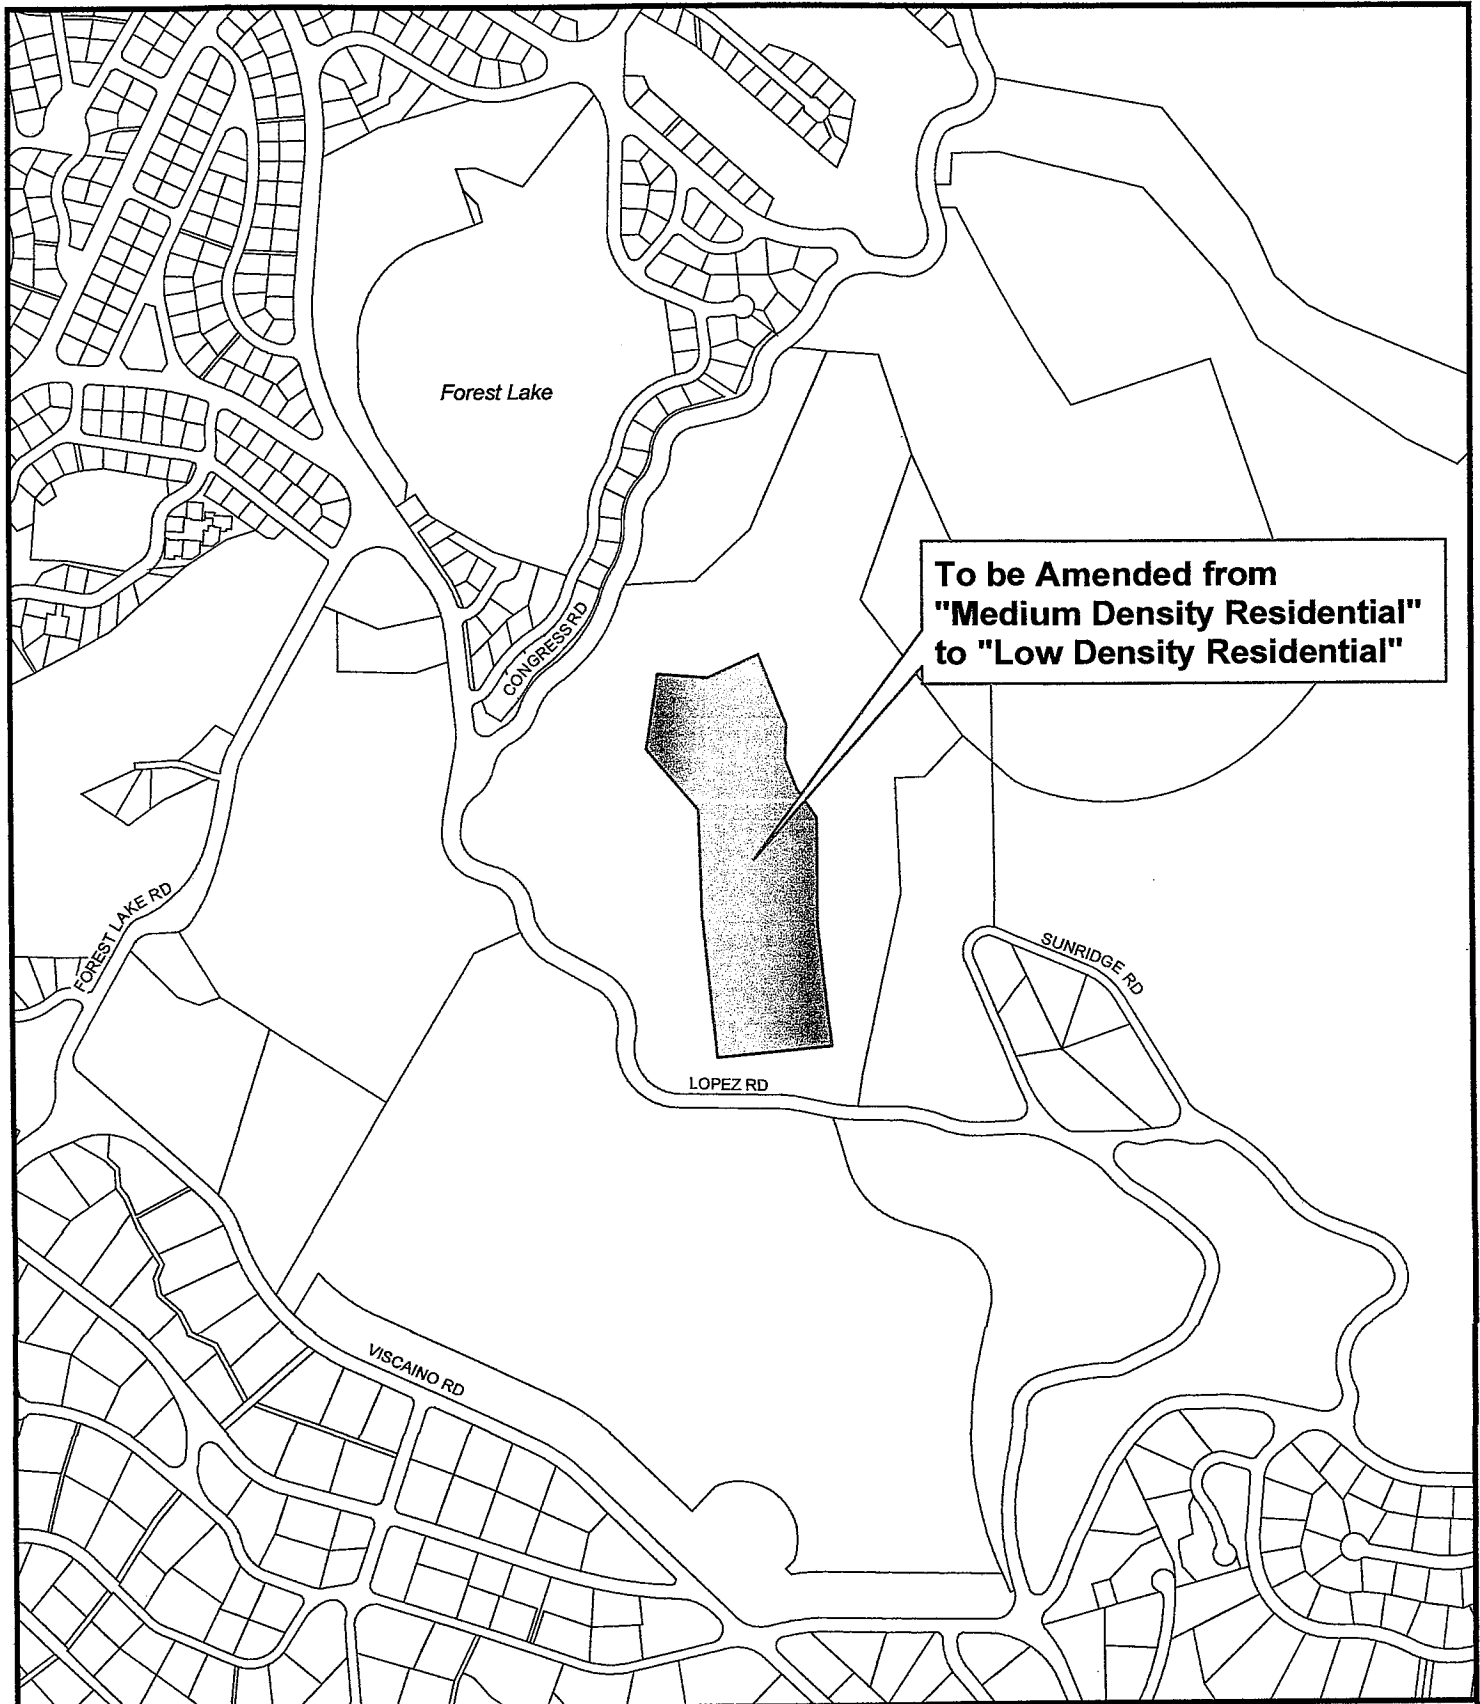 Forest Lake
To be Amended from
"Medium Density Residential"
to "Low Density Residential"
CONGRESS RD
FOREST LAKE RD
SUNRIDGE RD
LOPEZ RD
VISCAINO RD